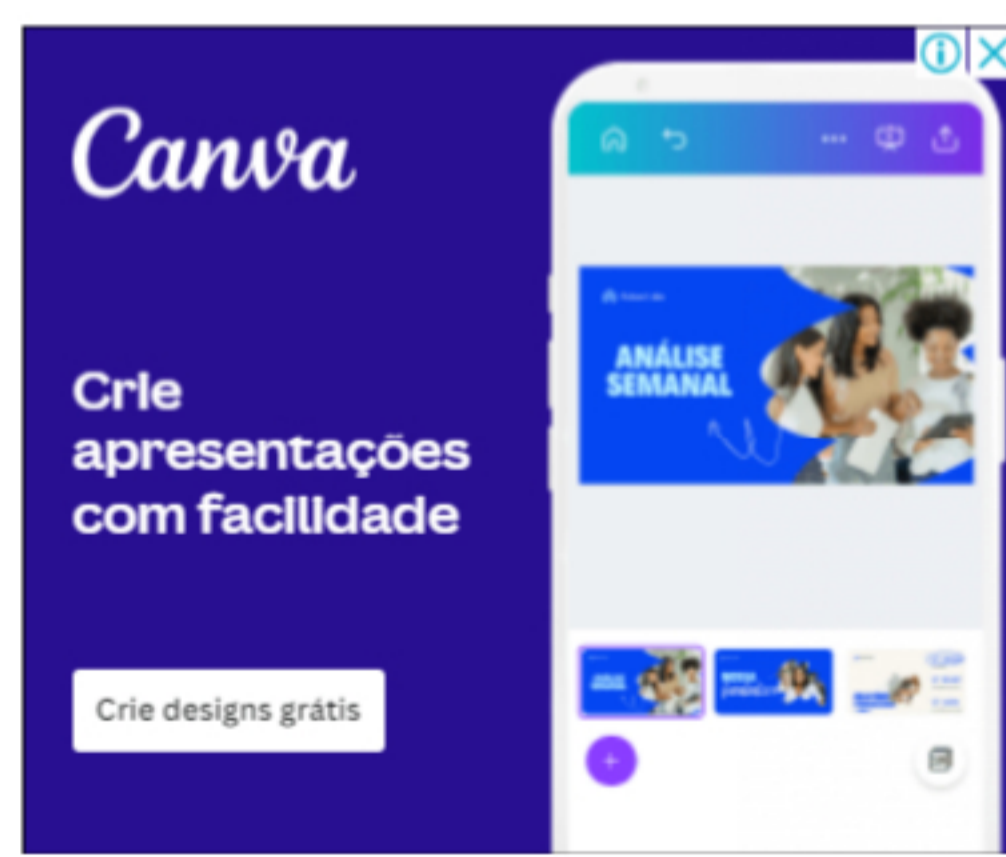 Canva
Crie
apresentações
com facilidade
Crie designs grátis
ANÁLISE
SEMANAL